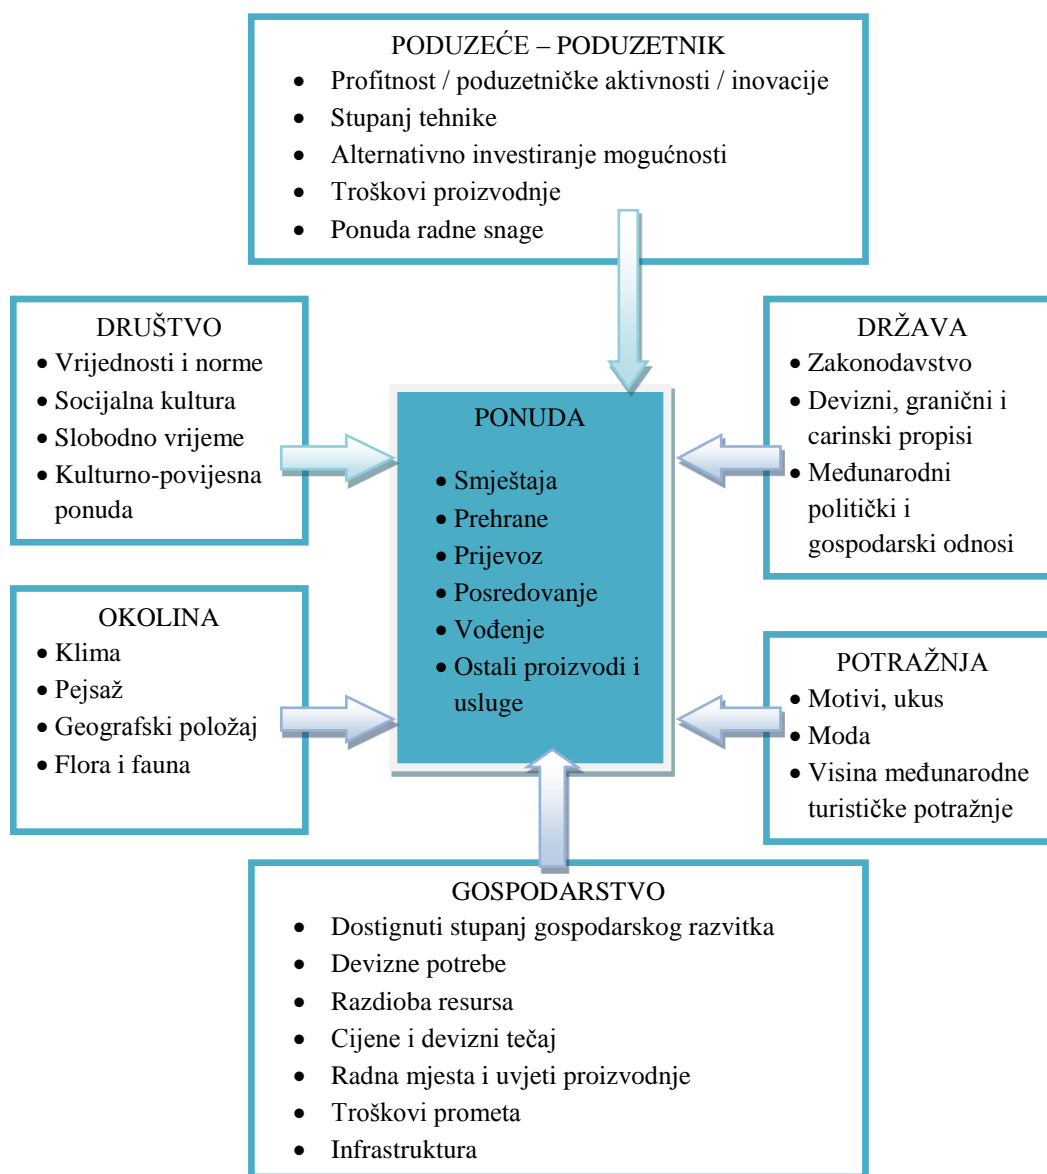 PODUZEĆE – PODUZETNIK
• Profitnost / poduzetničke aktivnosti / inovacije
• Stupanj tehnike
• Alternativno investiranje mogućnosti
• Troškovi proizvodnje
• Ponuda radne snage
DRUŠTVO
• Vrijednosti i norme
• Socijalna kultura
• Slobodno vrijeme
• Kulturno-povijesna
ponuda
DRŽAVA
• Zakonodavstvo
• Devizni, granični i
carinski propisi
• Međunarodni
politički i
gospodarski odnosi
PONUDA
• Smještaja
• Prehrane
• Prijevoz
• Posredovanje
• Vođenje
• Ostali proizvodi i
usluge
OKOLINA
• Klima
• Pejsaž
• Geografski položaj
• Flora i fauna
POTRAŽNJA
• Motivi, ukus
• Moda
• Visina međunarodne
turističke potražnje
GOSPODARSTVO
• Dostignuti stupanj gospodarskog razvitka
• Devizne potrebe
• Razdioba resursa
• Cijene i devizni tečaj
• Radna mjesta i uvjeti proizvodnje
• Troškovi prometa
• Infrastruktura